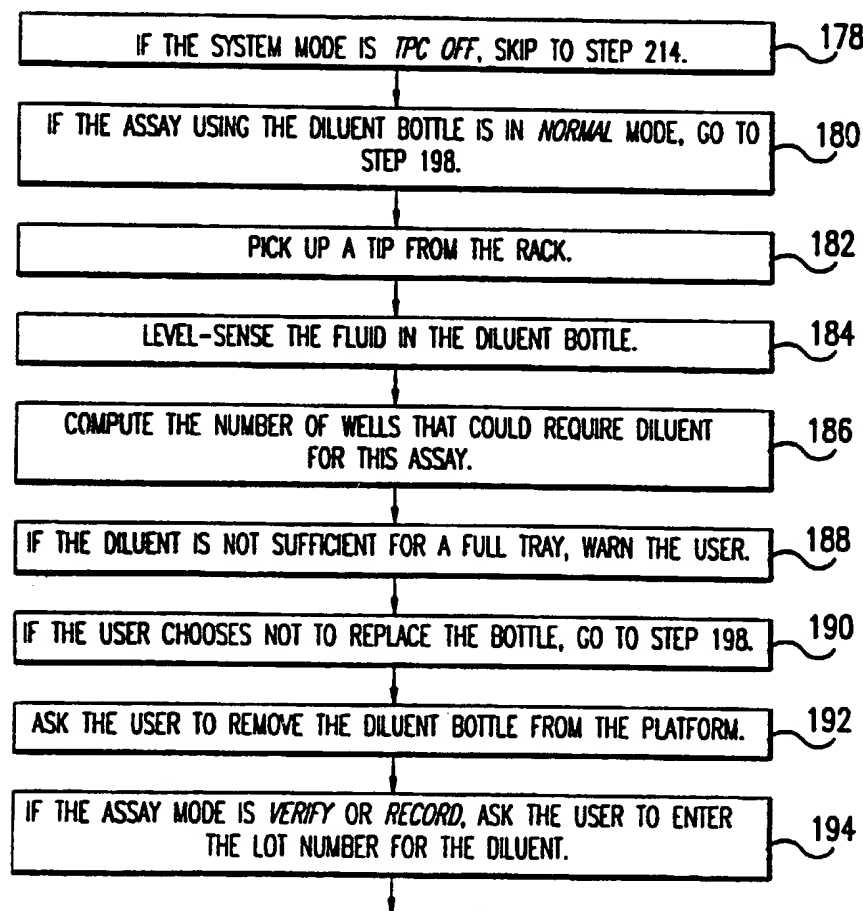 IF THE SYSTEM MODE IS TPC OFF, SKIP TO STEP 214.
178
IF THE ASSAY USING THE DILUENT BOTTLE IS IN NORMAL MODE, GO TO
STEP 198.
180
PICK UP A TIP FROM THE RACK.
182
LEVEL-SENSE THE FLUID IN THE DILUENT BOTTLE.
184
COMPUTE THE NUMBER OF WELLS THAT COULD REQUIRE DILUENT
FOR THIS ASSAY.
186
IF THE DILUENT IS NOT SUFFICIENT FOR A FULL TRAY, WARN THE USER.
188
IF THE USER CHOOSES NOT TO REPLACE THE BOTTLE, GO TO STEP 198.
190
ASK THE USER TO REMOVE THE DILUENT BOTTLE FROM THE PLATFORM.
192
IF THE ASSAY MODE IS VERIFY OR RECORD, ASK THE USER TO ENTER
THE LOT NUMBER FOR THE DILUENT.
194